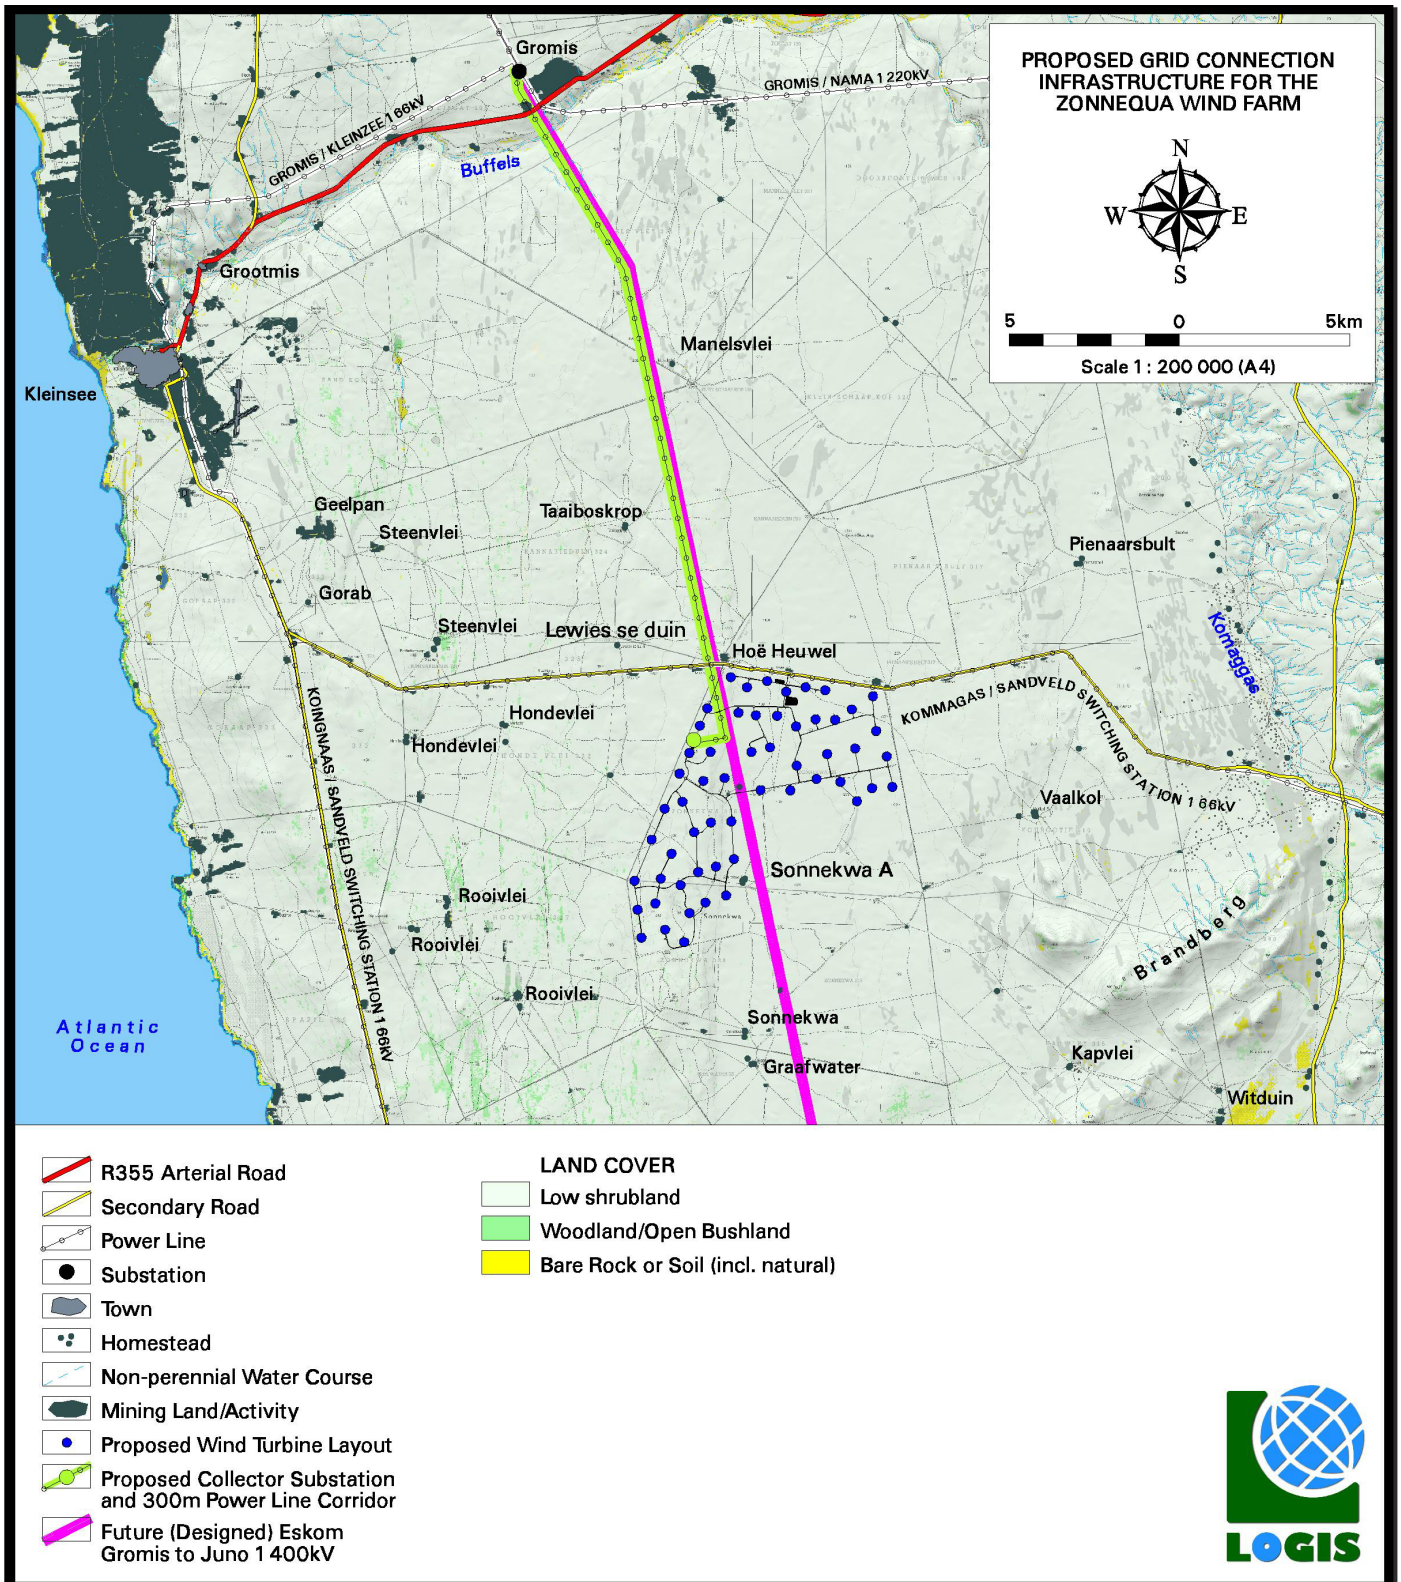 Gromis
GROMIS / NAMA 1 220kV
GROMIS / KLEINZEE 1 66kV
Buffels
PROPOSED GRID CONNECTION
INFRASTRUCTURE FOR THE
ZONNEQUA WIND FARM
N
W
E
S
5
0
5km
Scale 1 : 200 000 (A4)
Grootmis
Manelsvlei
Kleinsee
Geelpan
Steenvlei
Taaiboskrop
Pienaarsbult
Gorab
Steenvlei
Lewies se duin
Hoë Heuwel
Komaggas
KOMMAGAS / SANDVELD SWITCHING STATION 1 66kV
KOINGNAAS / SANDVELD SWITCHING STATION 1 66kV
Hondevlei
Hondevlei
Vaalkol
Sonnekwa A
Rooivlei
Rooivlei
Brandberg
Rooivlei
Sonnekwa
Atlantic
Ocean
Kapvlei
Graafwater
Witduin
R355 Arterial Road
Secondary Road
Power Line
Substation
Town
Homestead
Non-perennial Water Course
Mining Land/Activity
Proposed Wind Turbine Layout
Proposed Collector Substation
and 300m Power Line Corridor
Future (Designed) Eskom
Gromis to Juno 1 400kV
LAND COVER
Low shrubland
Woodland/Open Bushland
Bare Rock or Soil (incl. natural)
LOGIS